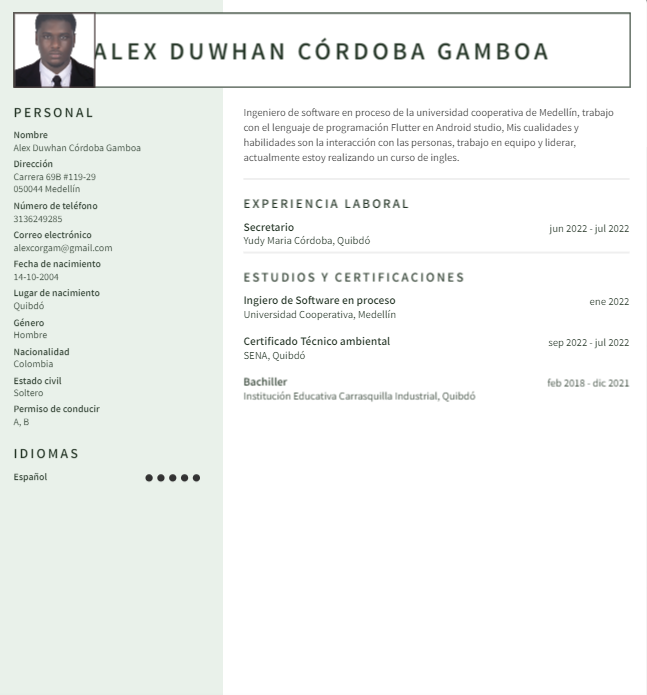 ALEX DUWHAN CÓRDOBA GAMBOA
PERSONAL
Nombre
Alex Duwhan Córdoba Gamboa
Dirección
Carrera 69B #119-29
050044 Medellín
Número de teléfono
3136249285
Correo electrónico
alexcorgam@gmail.com
Fecha de nacimiento
14-10-2004
Lugar de nacimiento
Quibdó
Género
Hombre
Nacionalidad
Colombia
Estado civil
Soltero
Permiso de conducir
A, B
IDIOMAS
Español
Ingeniero de software en proceso de la universidad cooperativa de Medellín, trabajo
con el lenguaje de programación Flutter en Android studio, Mis cualidades y
habilidades son la interacción con las personas, trabajo en equipo y liderar,
actualmente estoy realizando un curso de ingles.
EXPERIENCIA LABORAL
Secretario jun 2022 - jul 2022
Yudy Maria Córdoba, Quibdó
ESTUDIOS Y CERTIFICACIONES
Ingiero de Software en proceso ene 2022
Universidad Cooperativa, Medellín
Certificado Técnico ambiental sep 2022 - jul 2022
SENA, Quibdó
Bachiller feb 2018 - dic 2021
Institución Educativa Carrasquilla Industrial, Quibdó